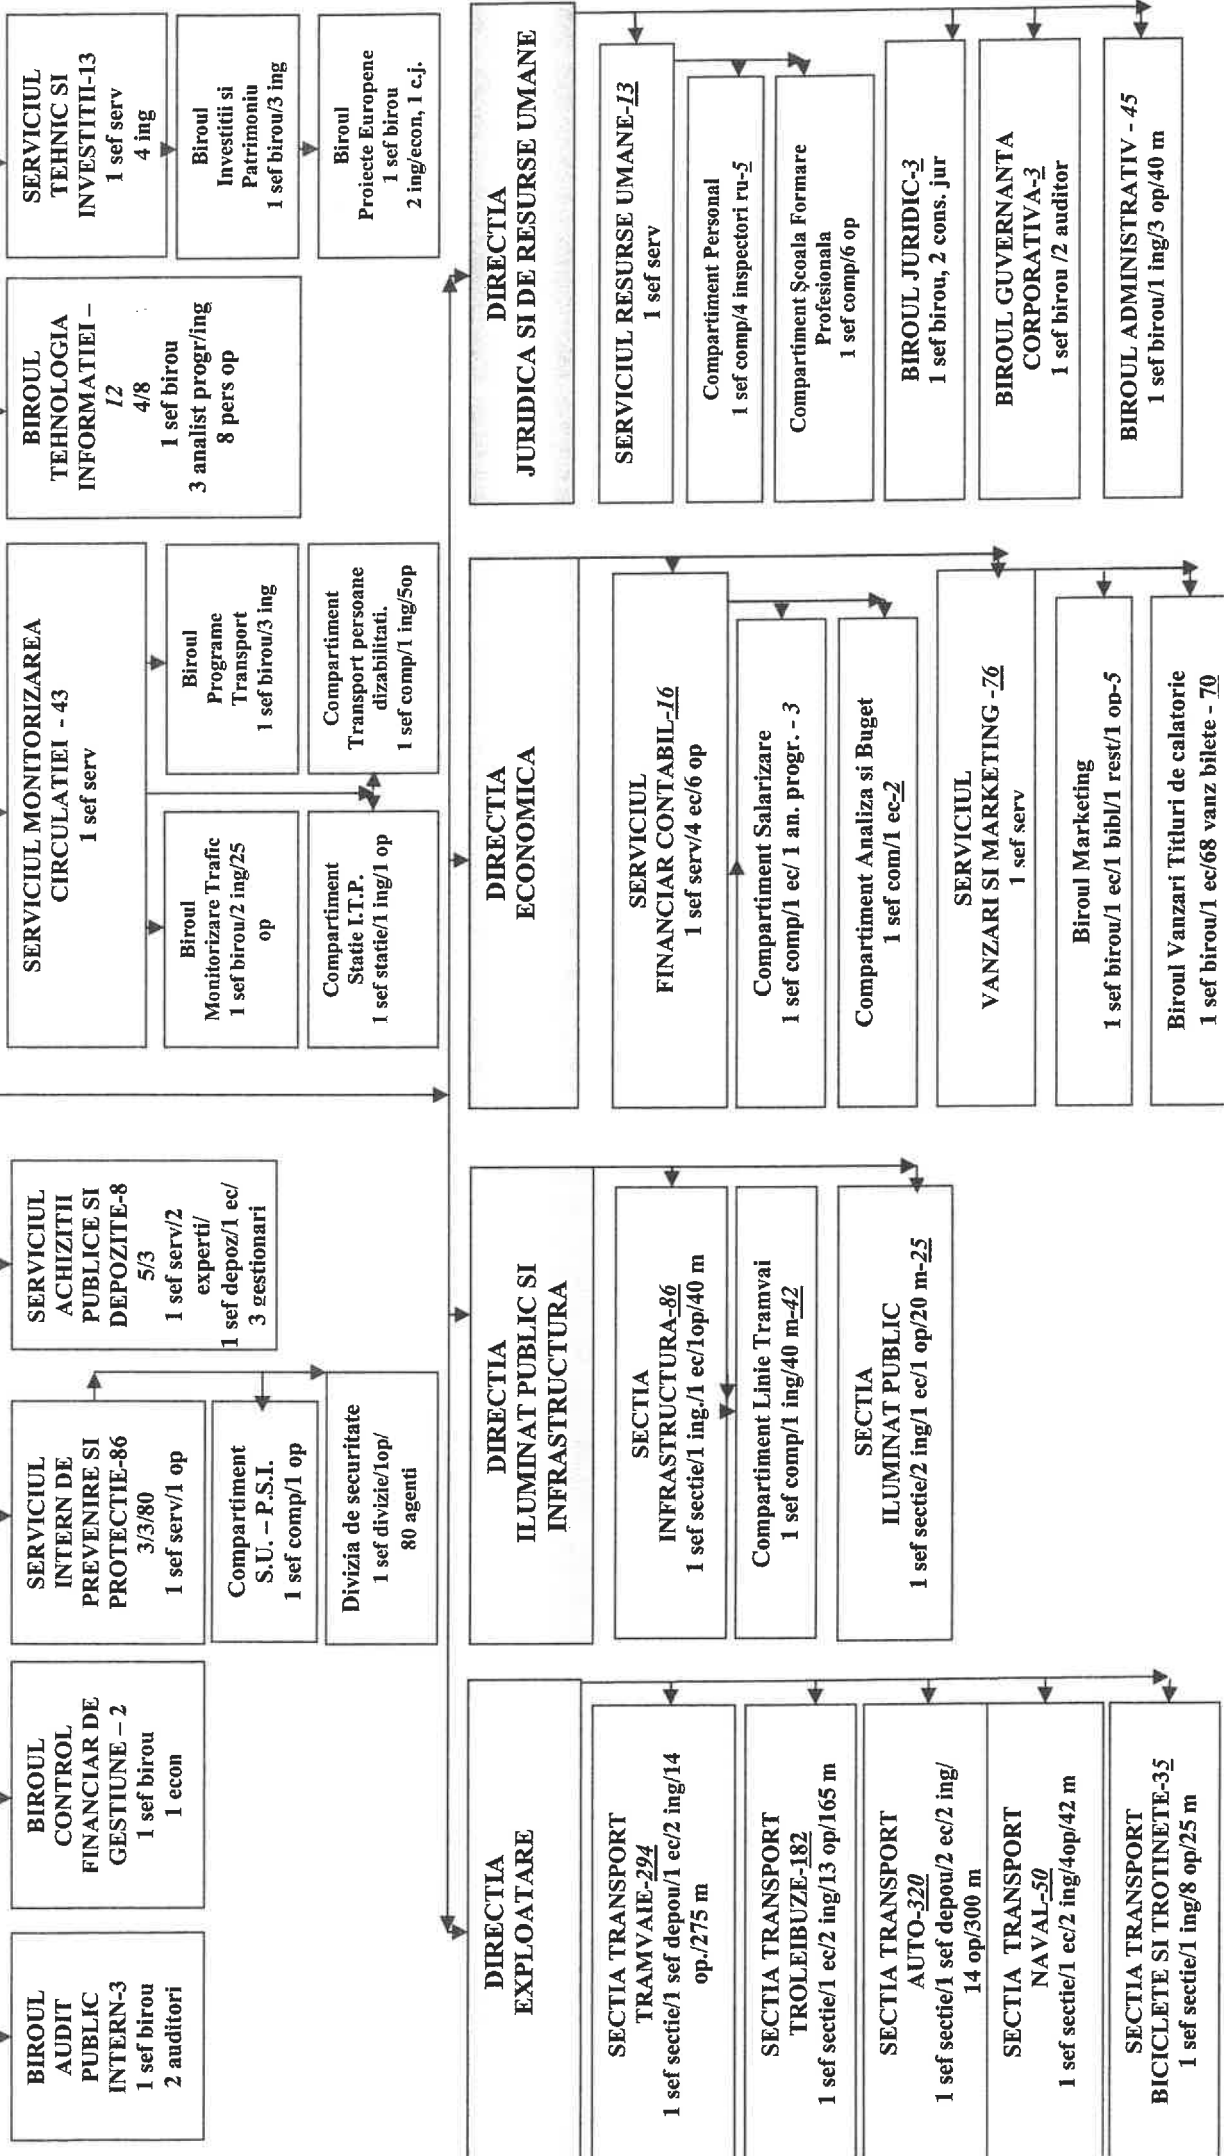 BIROUL
AUDIT
PUBLIC
INTERN-3
1 sef birou
2 auditori
BIROUL
CONTROL
FINANCIAR DE
GESTIUNE – 2
1 sef birou
1 econ
SERVICIUL
INTERN DE
PREVENIRE SI
PROTECTIE-86
3/3/80
1 sef serv/1 op
Compartiment
S.U. – P.S.I.
1 sef comp/1 op
Divizia de securitate
1 sef divizie/1op/
80 agenti
SERVICIUL
ACHIZITII
PUBLICE SI
DEPOZITE-8
5/3
1 sef serv/2
experti/
1 sef depoz/1 ec/
3 gestionari
SERVICIUL MONITORIZAREA
CIRCULATIEI - 43
1 sef serv
Biroul
Monitorizare Trafic
1 sef birou/2 ing/25
op
Biroul
Programe
Transport
1 sef birou/3 ing
Compartiment
Statie I.T.P.
1 sef statie/1 ing/1 op
Compartiment
Transport persoane
dizabilitati.
1 sef comp/1 ing/5op
BIROUL
TEHNOLOGIA
INFORMATIEI –
12
4/8
1 sef birou
3 analist progr/ing
8 pers op
SERVICIUL
TEHNIC SI
INVESTITII-13
1 sef serv
4 ing
Biroul
Investitii si
Patrimoniu
1 sef birou/3 ing
Biroul
Proiecte Europene
1 sef birou
2 ing/econ, 1 c.j.
DIRECTIA
EXPLOATARE
SECTIA TRANSPORT
TRAMVAIE-294
1 sef sectie/1 sef depou/1 ec/2 ing/14
op./275 m
SECTIA TRANSPORT
TROLEIBUZE-182
1 sef sectie/1 ec/2 ing/13 op/165 m
SECTIA TRANSPORT
AUTO-320
1 sef sectie/1 sef depou/2 ec/2 ing/
14 op/300 m
SECTIA TRANSPORT
NAVAL-50
1 sef sectie/1 ec/2 ing/4op/42 m
SECTIA TRANSPORT
BICICLETE SI TROTINETE-35
1 sef sectie/1 ing/8 op/25 m
DIRECTIA
ILUMINAT PUBLIC SI
INFRASTRUCTURA
SECTIA
INFRASTRUCTURA-86
1 sef sectie/1 ing./1 ec/1op/40 m
Compartiment Linie Tramvai
1 sef comp/1 ing/40 m-42
SECTIA
ILUMINAT PUBLIC
1 sef sectie/2 ing/1 ec/1 op/20 m-25
DIRECTIA
ECONOMICA
SERVICIUL
FINANCIAR CONTABIL-16
1 sef serv/4 ec/6 op
Compartiment Salarizare
1 sef comp/1 ec/ 1 an. progr. - 3
Compartiment Analiza si Buget
1 sef com/1 ec-2
SERVICIUL
VANZARI SI MARKETING -76
1 sef serv
Biroul Marketing
1 sef birou/1 ec/1 bibl/1 rest/1 op-5
Biroul Vanzari Titluri de calatorie
1 sef birou/1 ec/68 vanz bilete - 70
DIRECTIA
JURIDICA SI DE RESURSE UMANE
SERVICIUL RESURSE UMANE-13
1 sef serv
Compartiment Personal
1 sef comp/4 inspectori ru-5
Compartiment Şcoala Formare
Profesionala
1 sef comp/6 op
BIROUL JURIDIC-3
1 sef birou, 2 cons. jur
BIROUL GUVERNANTA
CORPORATIVA-3
1 sef birou /2 auditor
BIROUL ADMINISTRATIV - 45
1 sef birou/1 ing/3 op/40 m